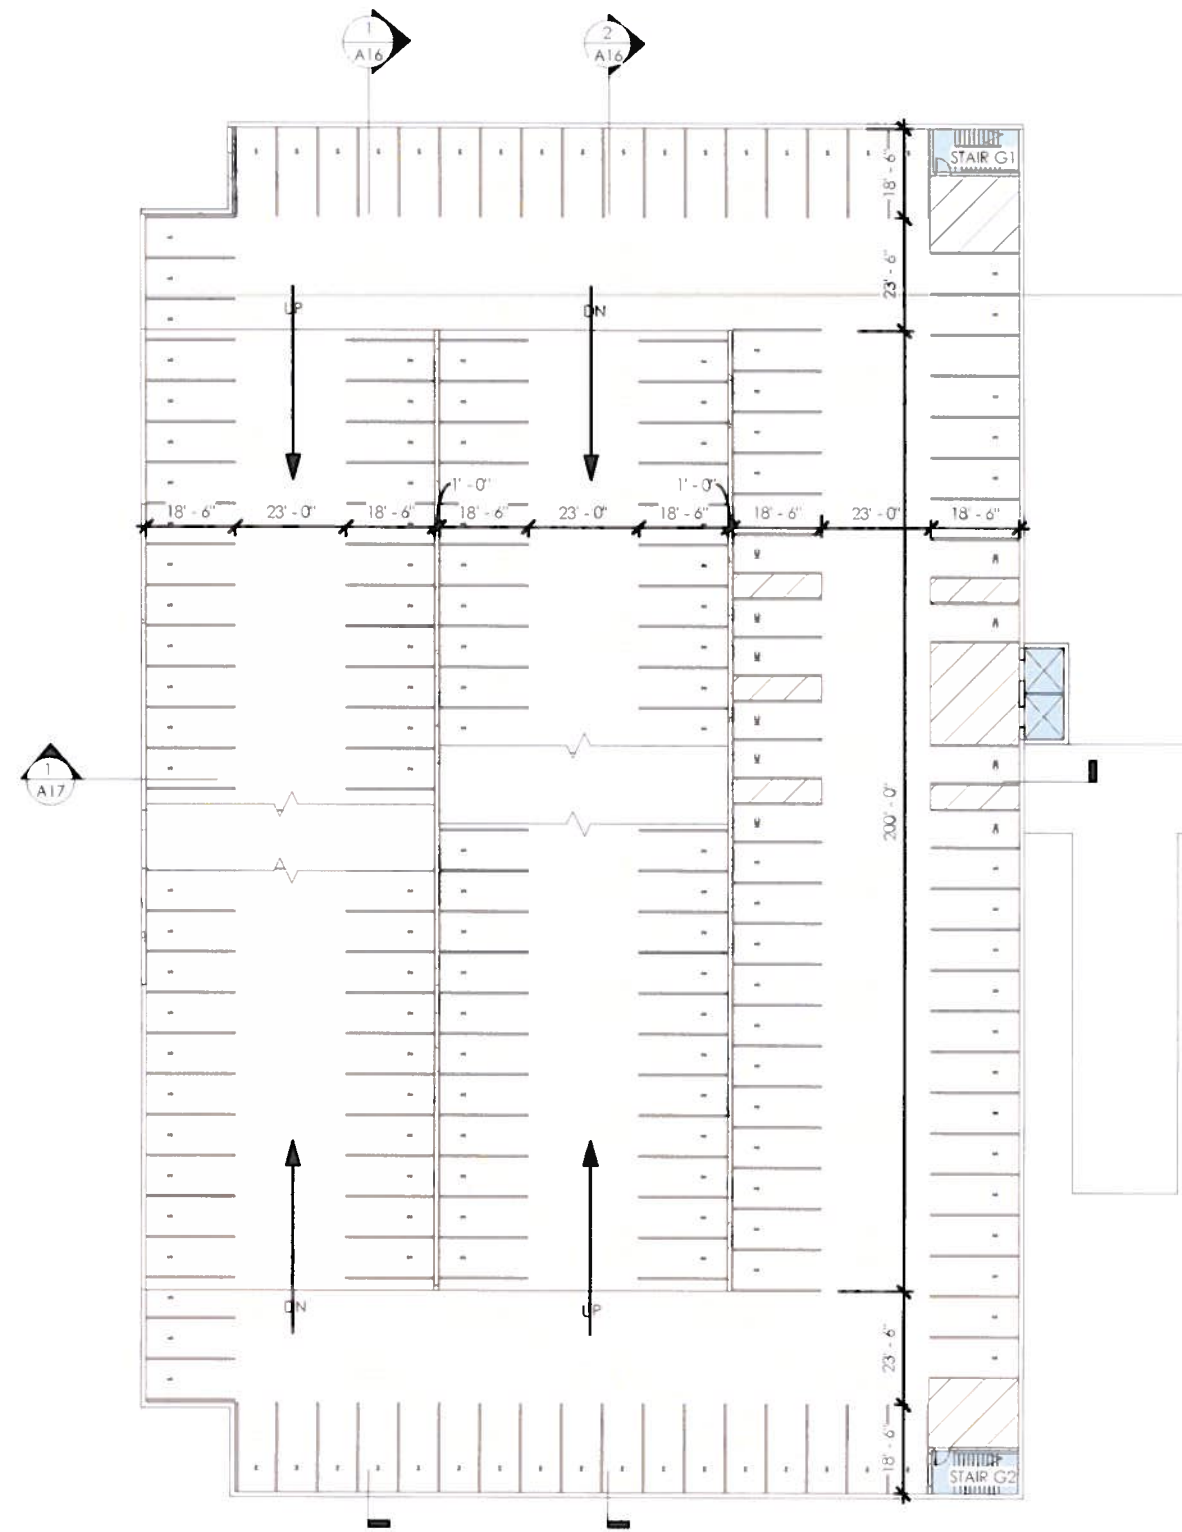 1
A16
2
A16
STAIR G1
18' - 6"
23' - 6"
UP
DN
1' - 0"
1' - 0"
18' - 6"
23' - 0"
18' - 6"
18' - 6"
23' - 0"
18' - 6"
18' - 6"
23' - 0"
18' - 6"
1
A17
200' - 0"
DN
UP
23' - 6"
18' - 6"
STAIR G2